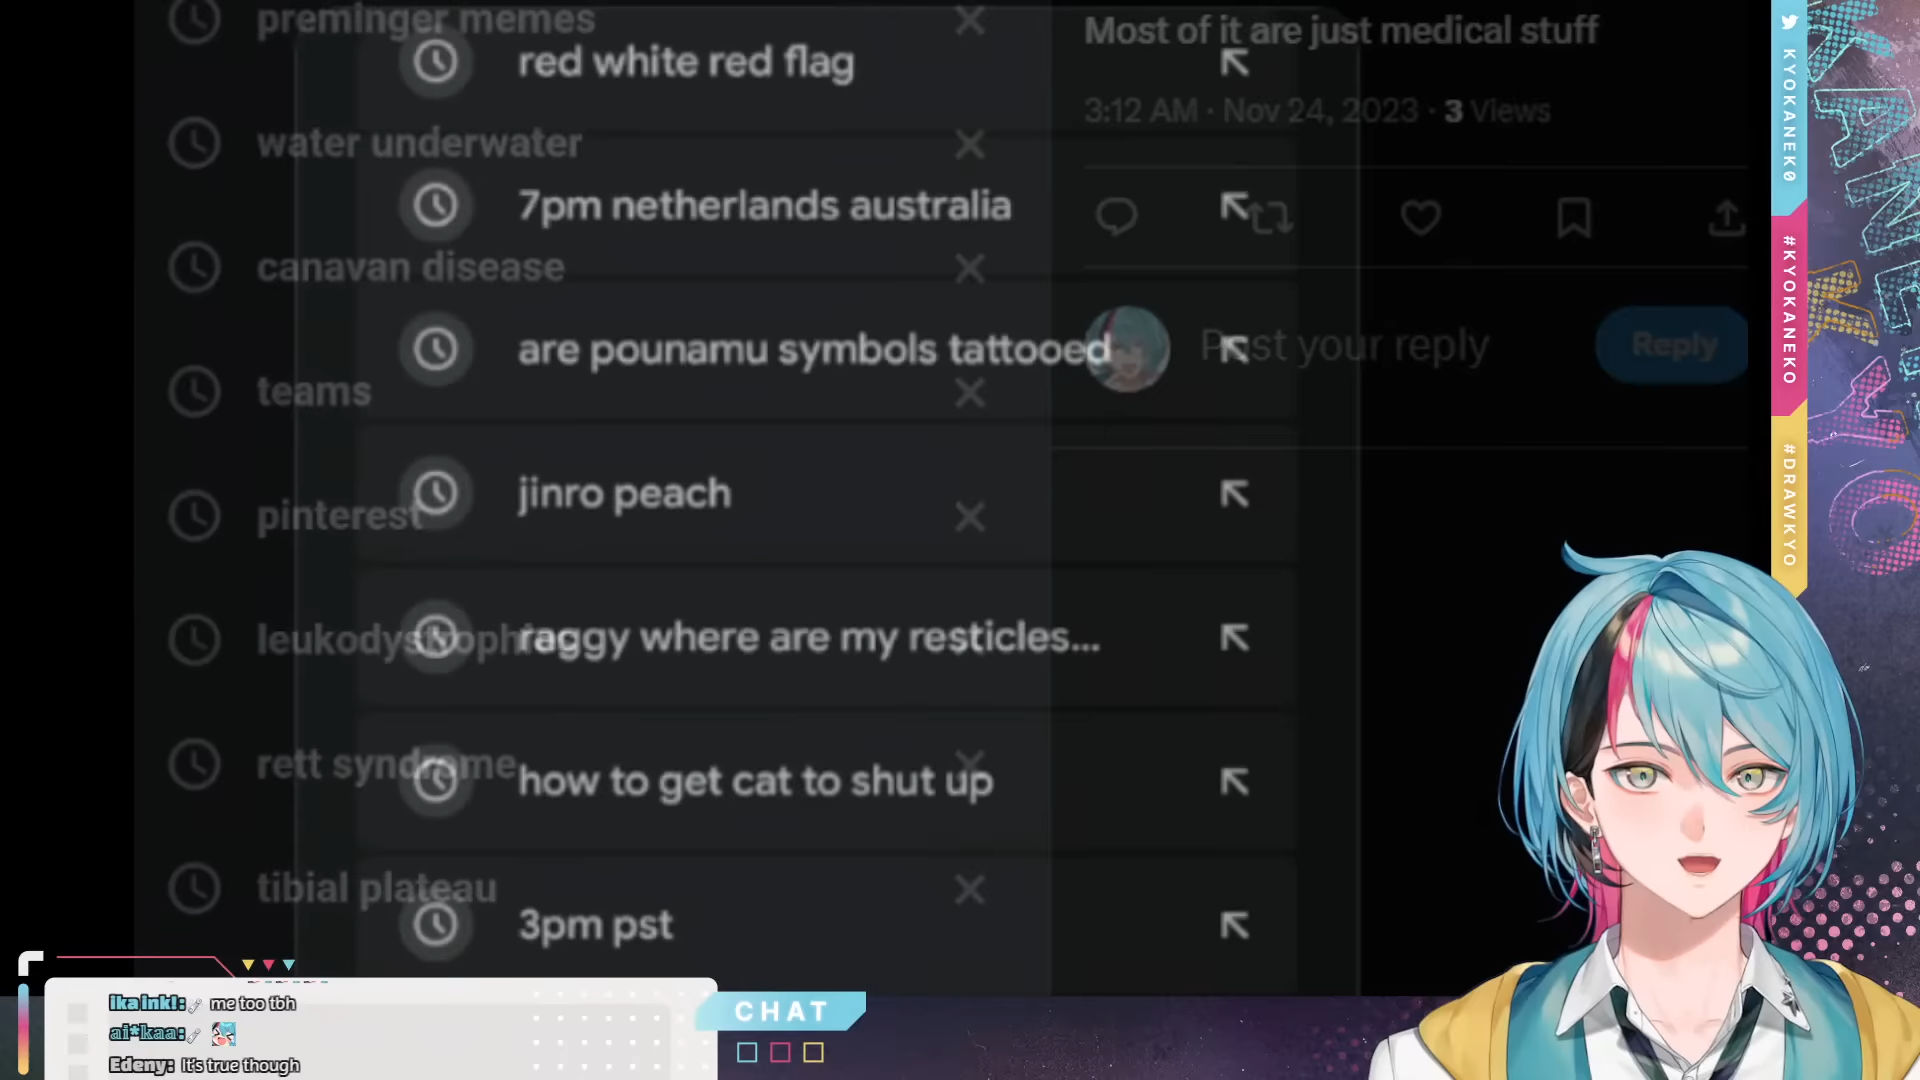 preminger memes
water underwater
canavan disease
teams
pinterest
rett syndrome
tibial plateau
red white red flag
7pm netherlands australia
are pounamu symbols tattooed
jinro peach
raggy where are my resticles...
how to get cat to shut up
3pm pst
Most of it are just medical stuff
3:12 AM · Nov 24, 2023 · 3 Views
Post your reply
Reply
KYOKANEK0
#KYOKANEKO
#DRAWKYO
ika ink!: me too tbh
ai*kaa:
Edeny: It's true though
CHAT